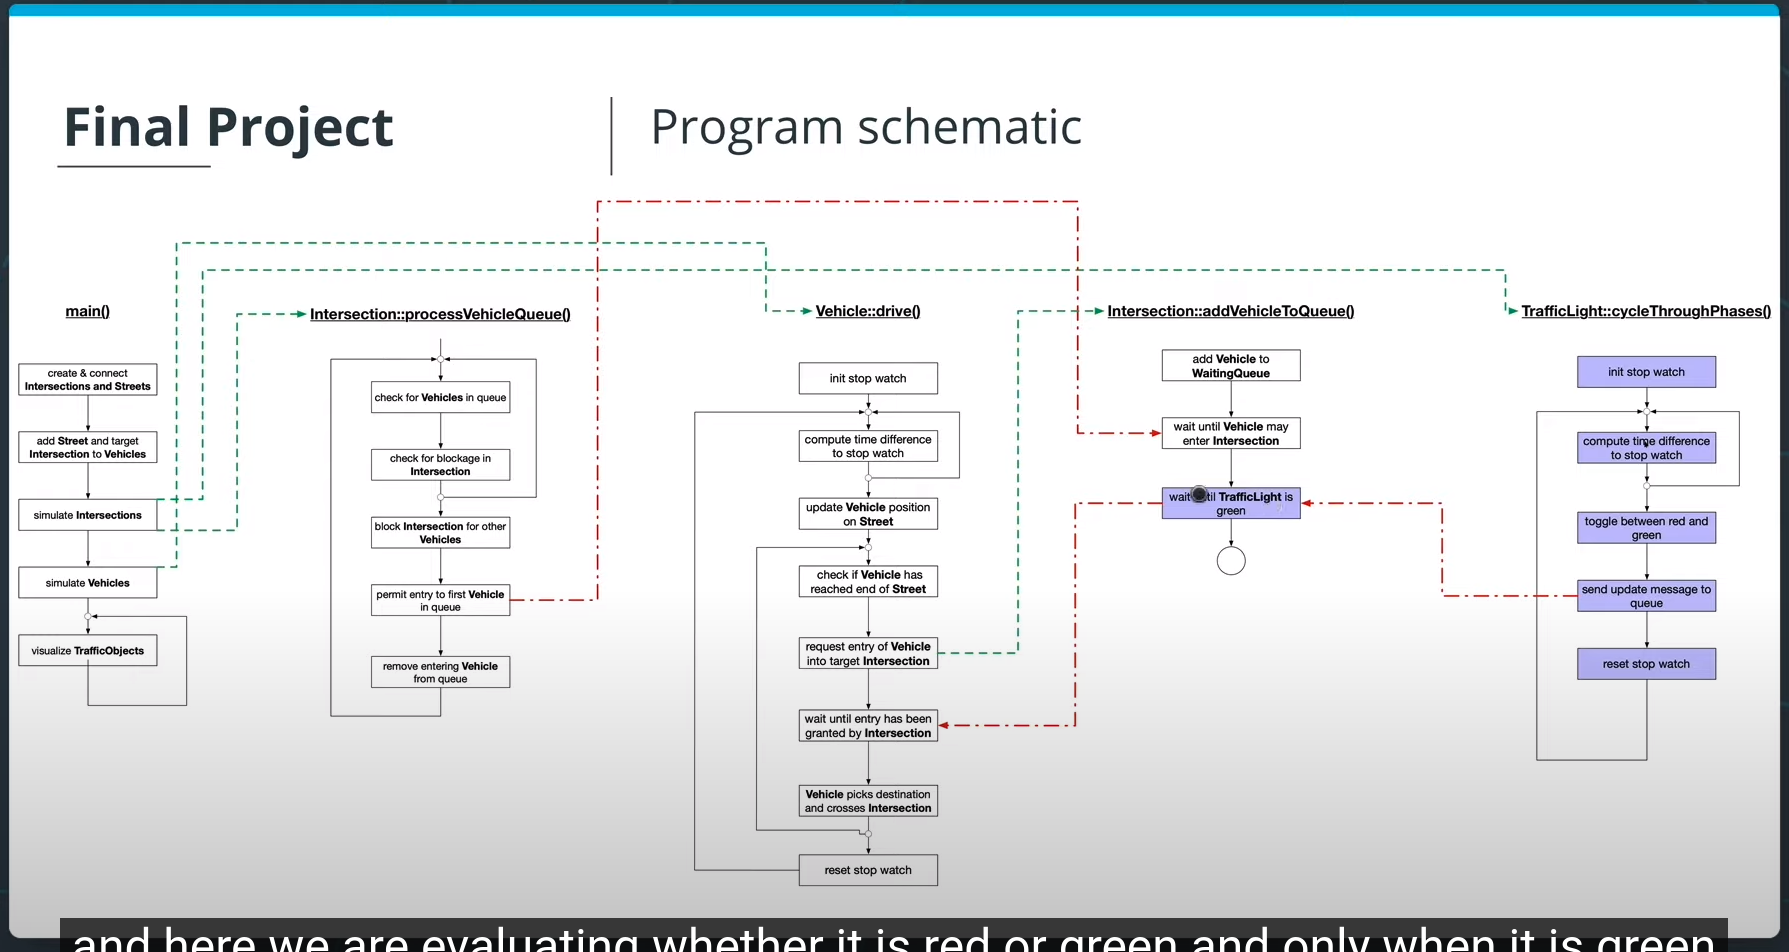 Final Project
Program schematic
main()
create & connect
Intersections and Streets
add Street and target
Intersection to Vehicles
simulate Intersections
simulate Vehicles
visualize TrafficObjects
Intersection::processVehicleQueue()
check for Vehicles in queue
check for blockage in
Intersection
block Intersection for other
Vehicles
permit entry to first Vehicle
in queue
remove entering Vehicle
from queue
Vehicle::drive()
init stop watch
compute time difference
to stop watch
update Vehicle position
on Street
check if Vehicle has
reached end of Street
request entry of Vehicle
into target Intersection
wait until entry has been
granted by Intersection
Vehicle picks destination
and crosses Intersection
reset stop watch
Intersection::addVehicleToQueue()
add Vehicle to
WaitingQueue
wait until Vehicle may
enter Intersection
wait until TrafficLight is
green
TrafficLight::cycleThroughPhases()
init stop watch
compute time difference
to stop watch
toggle between red and
green
send update message to
queue
reset stop watch
and here we are evaluating whether it is red or green and only when it is green